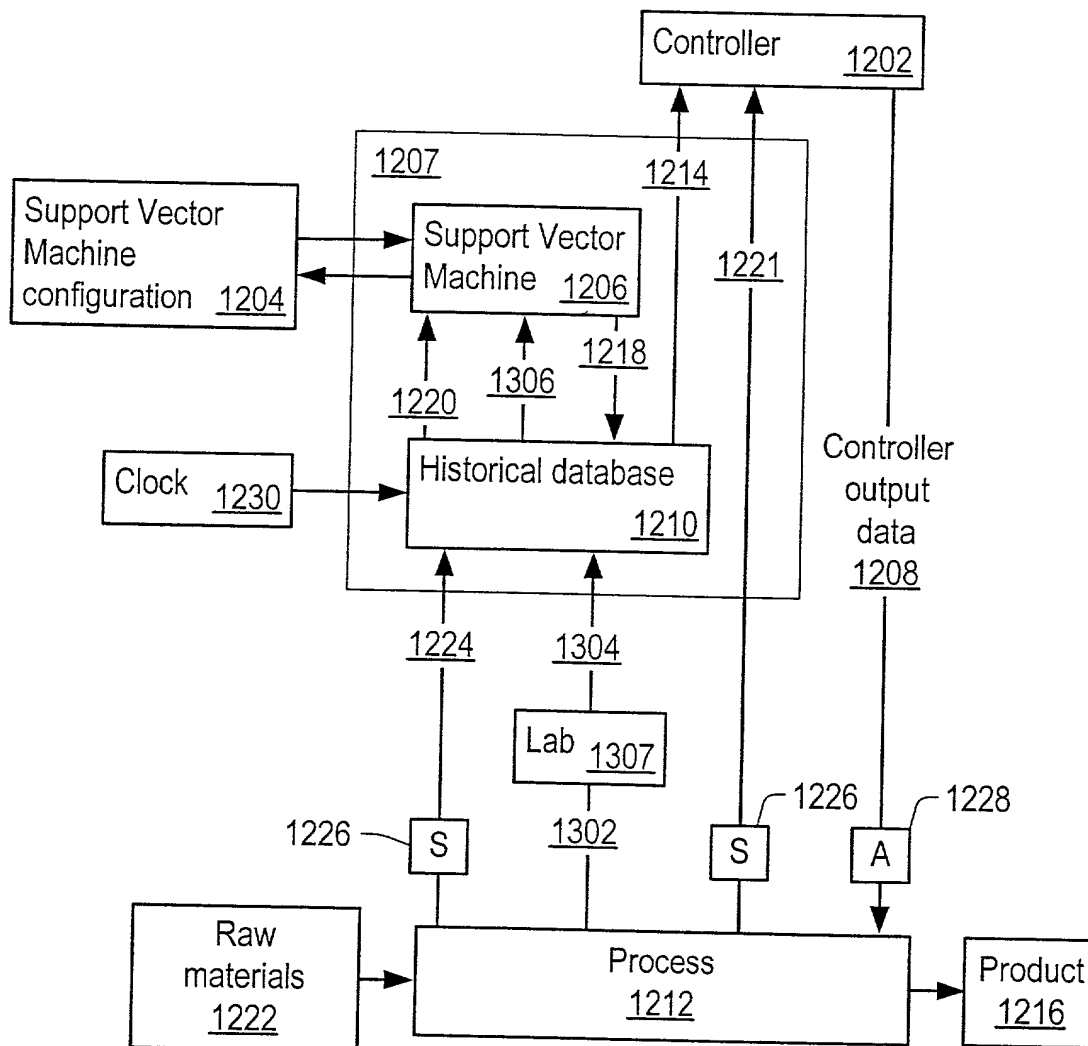 Controller
1202
1207
1214
Support Vector
Machine
configuration 1204
Support Vector
Machine 1206
1221
1218
1306
1220
Clock 1230
Historical database
1210
Controller
output
data
1208
1224
1304
Lab 1307
1226
S
1302
S
1226
A
1228
Raw
materials
1222
Process
1212
Product
1216